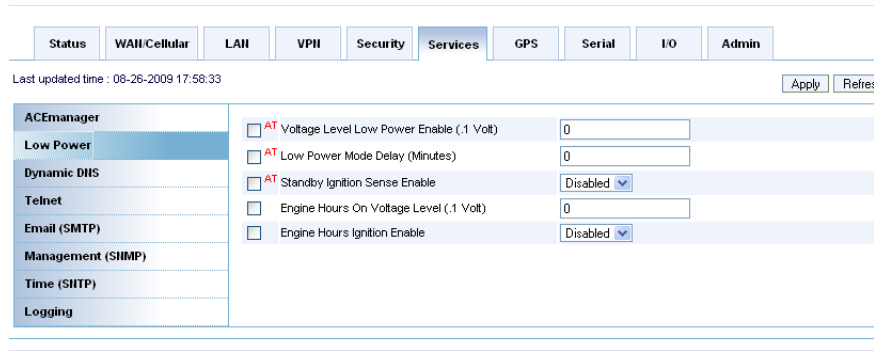 Status WAN/Cellular LAN VPN Security Services GPS Serial I/O Admin
Last updated time : 08-26-2009 17:58:33
Apply Refres
ACEmanager
Low Power
Dynamic DNS
Telnet
Email (SMTP)
Management (SNMP)
Time (SNTP)
Logging
AT Voltage Level Low Power Enable (.1 Volt) 0
AT Low Power Mode Delay (Minutes) 0
AT Standby Ignition Sense Enable Disabled
Engine Hours On Voltage Level (.1 Volt) 0
Engine Hours Ignition Enable Disabled